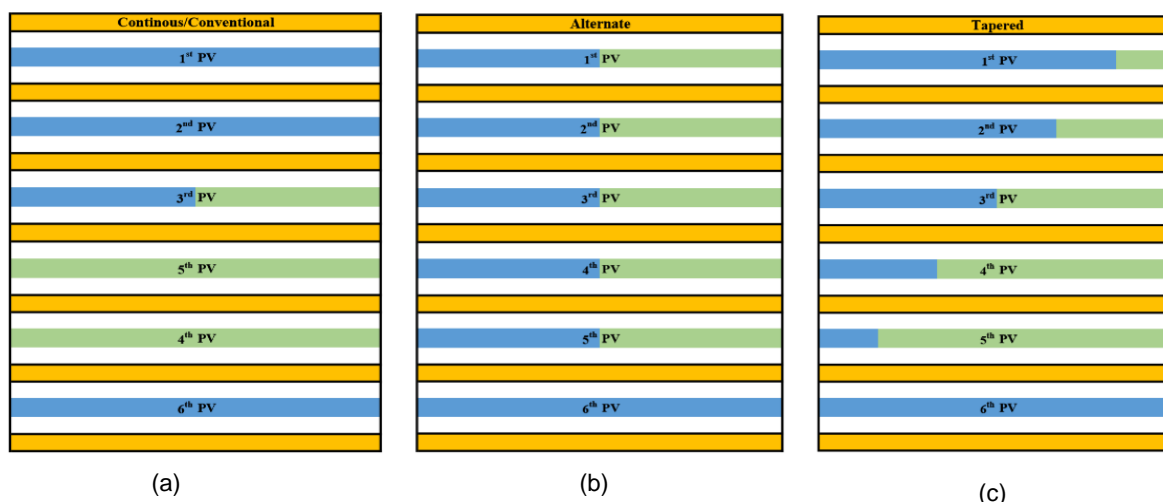 Continous/Conventional
1st PV
2nd PV
3rd PV
5th PV
4th PV
6th PV
(a)
Alternate
1st PV
2nd PV
3rd PV
4th PV
5th PV
6th PV
(b)
Tapered
1st PV
2nd PV
3rd PV
4th PV
5th PV
6th PV
(c)